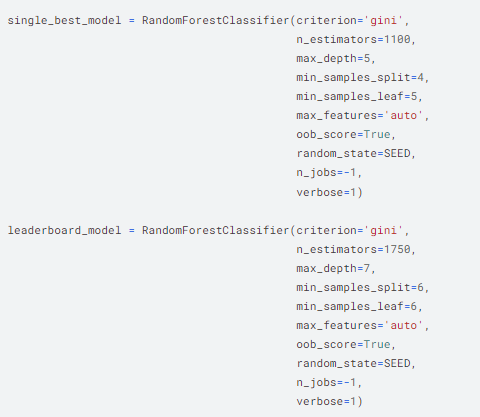 single_best_model = RandomForestClassifier(criterion='gini',
                                           n_estimators=1100,
                                           max_depth=5,
                                           min_samples_split=4,
                                           min_samples_leaf=5,
                                           max_features='auto',
                                           oob_score=True,
                                           random_state=SEED,
                                           n_jobs=-1,
                                           verbose=1)
leaderboard_model = RandomForestClassifier(criterion='gini',
                                           n_estimators=1750,
                                           max_depth=7,
                                           min_samples_split=6,
                                           min_samples_leaf=6,
                                           max_features='auto',
                                           oob_score=True,
                                           random_state=SEED,
                                           n_jobs=-1,
                                           verbose=1)